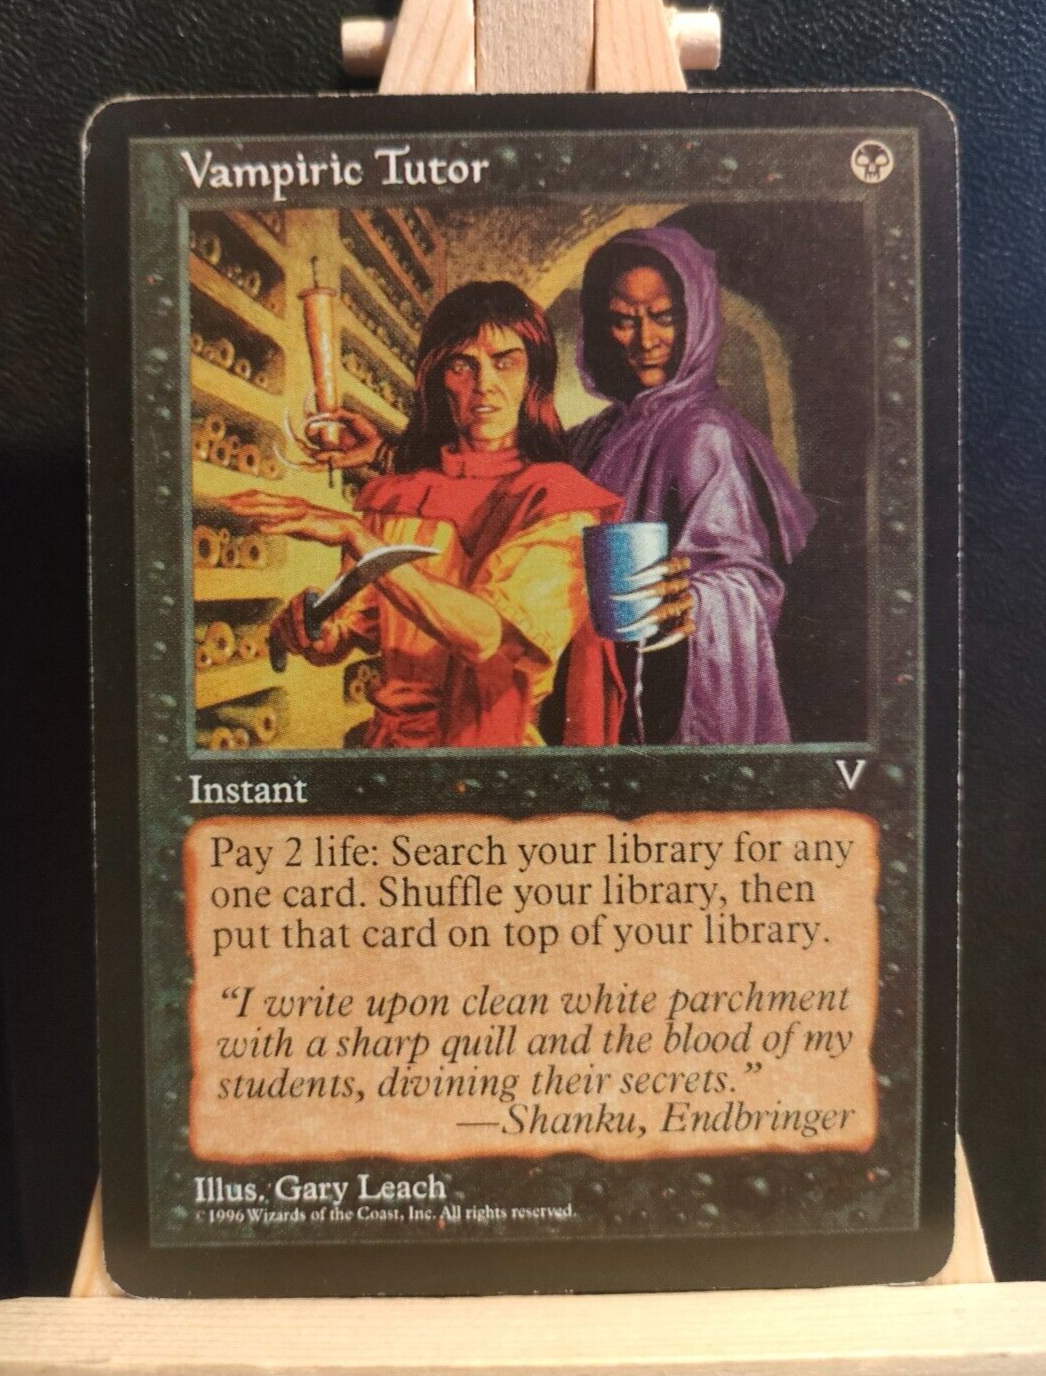 Vampiric Tutor
Instant
V
Pay 2 life: Search your library for any
one card. Shuffle your library, then
put that card on top of your library.
“I write upon clean white parchment
with a sharp quill and the blood of my
students, divining their secrets.”
—Shanku, Endbringer
Illus. Gary Leach
© 1996 Wizards of the Coast, Inc. All rights reserved.